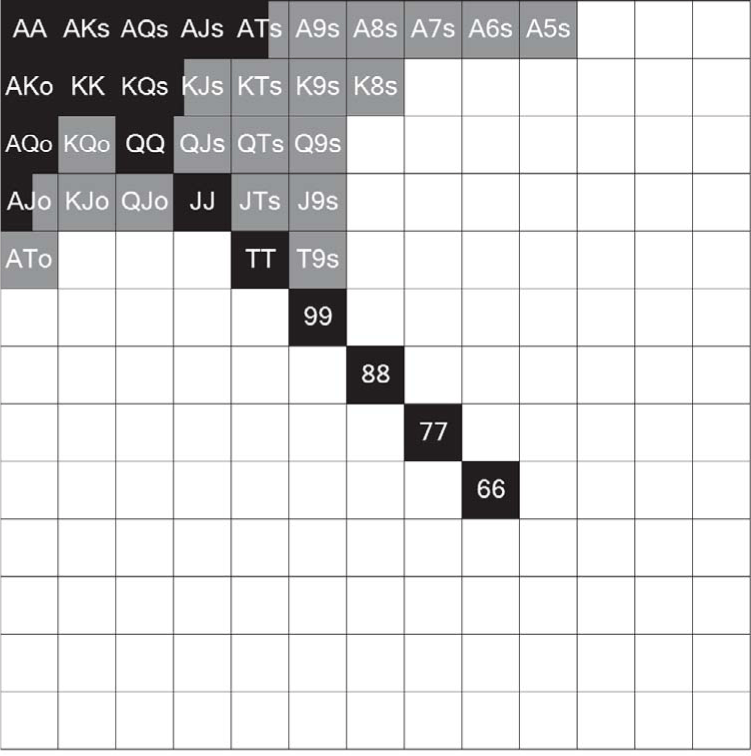 AA AKs AQs AJs ATs A9s A8s A7s A6s A5s
AKo KK KQs KJs KTs K9s K8s
AQo KQo QQ QJs QTs Q9s
AJo KJo QJo JJ JTs J9s
ATo TT T9s
99
88
77
66